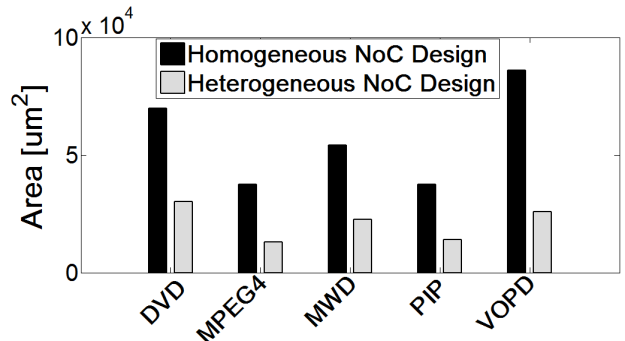 10 x 10^4
Homogeneous NoC Design
Heterogeneous NoC Design
Area [um^2]
5
0
DVD
MPEG4
MWD
PIP
VOPD